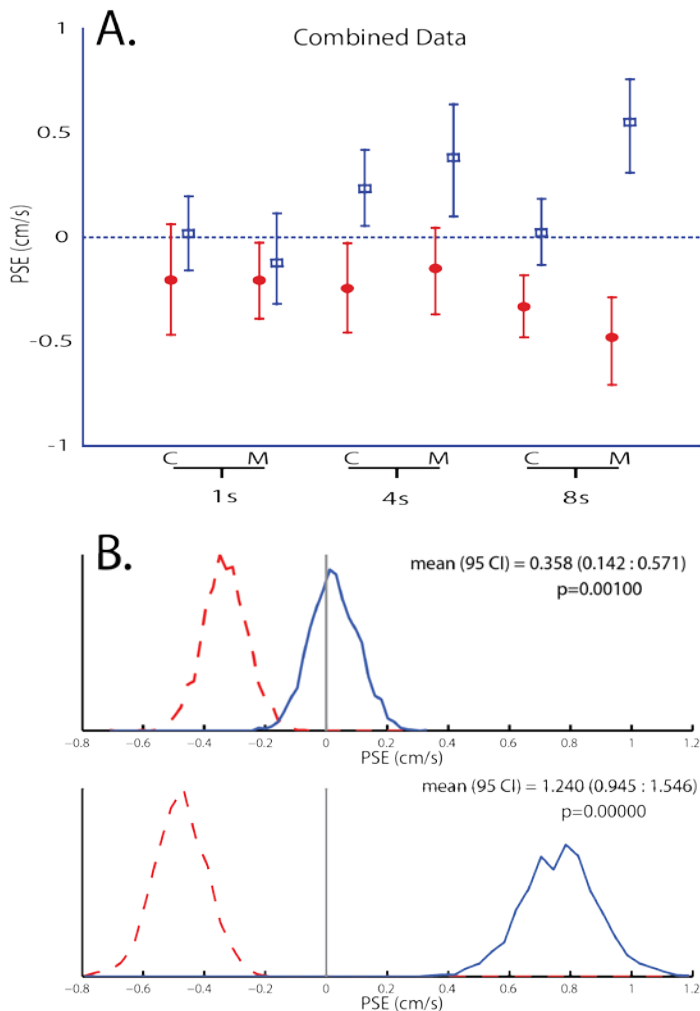 A.
Combined Data
1
0.5
0
-0.5
-1
PSE (cm/s)
C M C M C M
1s 4s 8s
B.
mean (95 CI) = 0.358 (0.142 : 0.571)
p=0.00100
−0.8 −0.6 −0.4 −0.2 0 0.2 0.4 0.6 0.8 1 1.2
PSE (cm/s)
mean (95 CI) = 1.240 (0.945 : 1.546)
p=0.00000
−0.8 −0.6 −0.4 −0.2 0 0.2 0.4 0.6 0.8 1 1.2
PSE (cm/s)